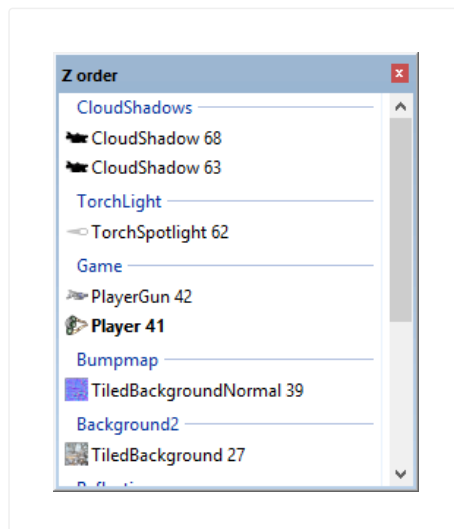 Z order
x
CloudShadows
CloudShadow 68
CloudShadow 63
TorchLight
TorchSpotlight 62
Game
PlayerGun 42
Player 41
Bumpmap
TiledBackgroundNormal 39
Background2
TiledBackground 27